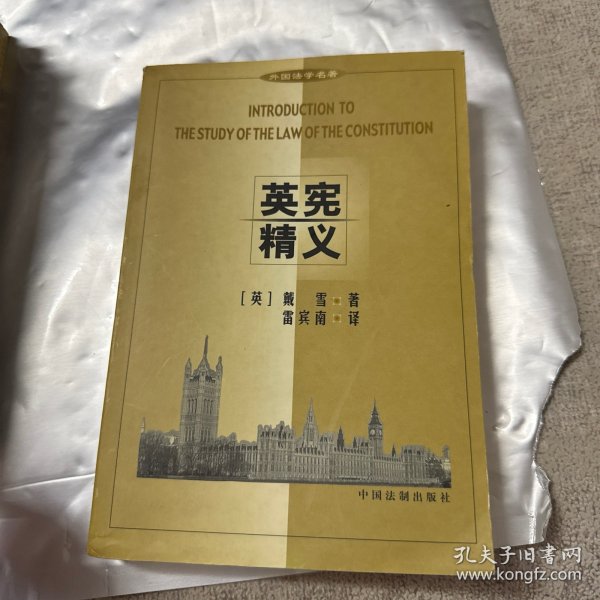 外国法学名著
INTRODUCTION TO
THE STUDY OF THE LAW OF THE CONSTITUTION
英宪
精义
[英] 戴 雪 著
雷宾南 译
中国法制出版社
孔夫子旧书网
www.kongfz.com